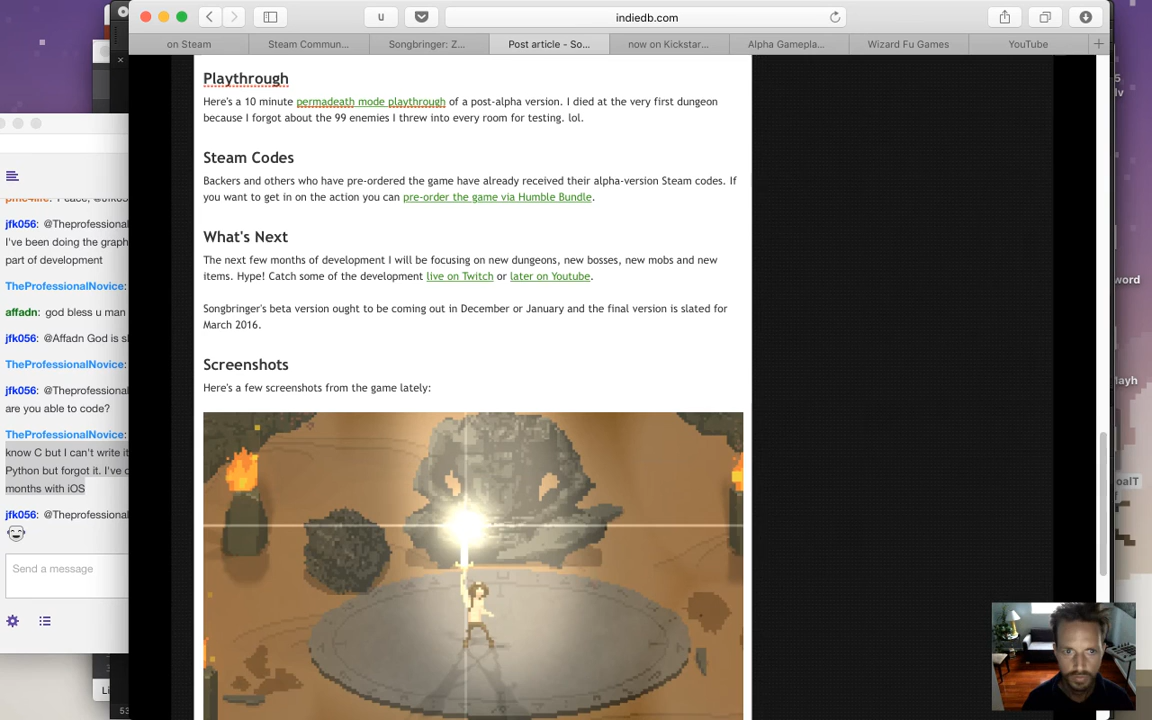 indiedb.com
on Steam
Steam Commun...
Songbringer: Z...
Post article - So...
now on Kickstar...
Alpha Gamepla...
Wizard Fu Games
YouTube
Playthrough
Here's a 10 minute permadeath mode playthrough of a post-alpha version. I died at the very first dungeon
because I forgot about the 99 enemies I threw into every room for testing. lol.
Steam Codes
Backers and others who have pre-ordered the game have already received their alpha-version Steam codes. If
you want to get in on the action you can pre-order the game via Humble Bundle.
What's Next
The next few months of development I will be focusing on new dungeons, new bosses, new mobs and new
items. Hype! Catch some of the development live on Twitch or later on Youtube.
Songbringer's beta version ought to be coming out in December or January and the final version is slated for
March 2016.
Screenshots
Here's a few screenshots from the game lately:
jfk056: @Theprofessional
I've been doing the graph
part of development
TheProfessionalNovice:
affadn: god bless u man
jfk056: @Affadn God is sl
TheProfessionalNovice:
jfk056: @Theprofessional
are you able to code?
TheProfessionalNovice:
know C but I can't write it
Python but forgot it. I've d
months with iOS
jfk056: @Theprofessional
Send a message
Li
53
lv
word
layh
oalT